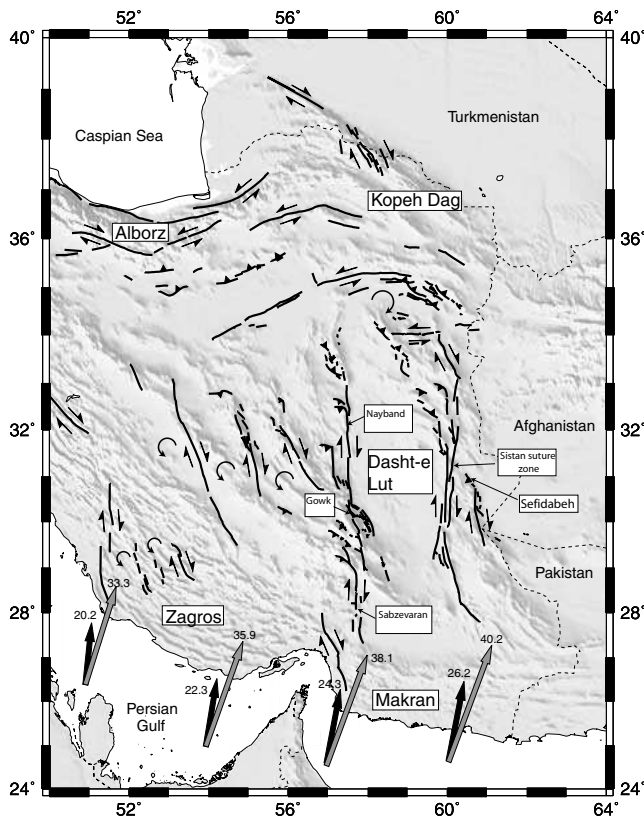 52° 56° 60° 64°
40° 40°
Caspian Sea
Turkmenistan
Kopeh Dag
Alborz
36° 36°
Nayband
Afghanistan
32° 32°
Dasht-e
Lut
Sistan suture
zone
Gowk
Sefidabeh
Pakistan
33.3
20.2
28° 28°
Zagros
Sabzevaran
35.9
40.2
38.1
22.3
24.3
26.2
Makran
Persian
Gulf
24° 24°
52 56 60 64°